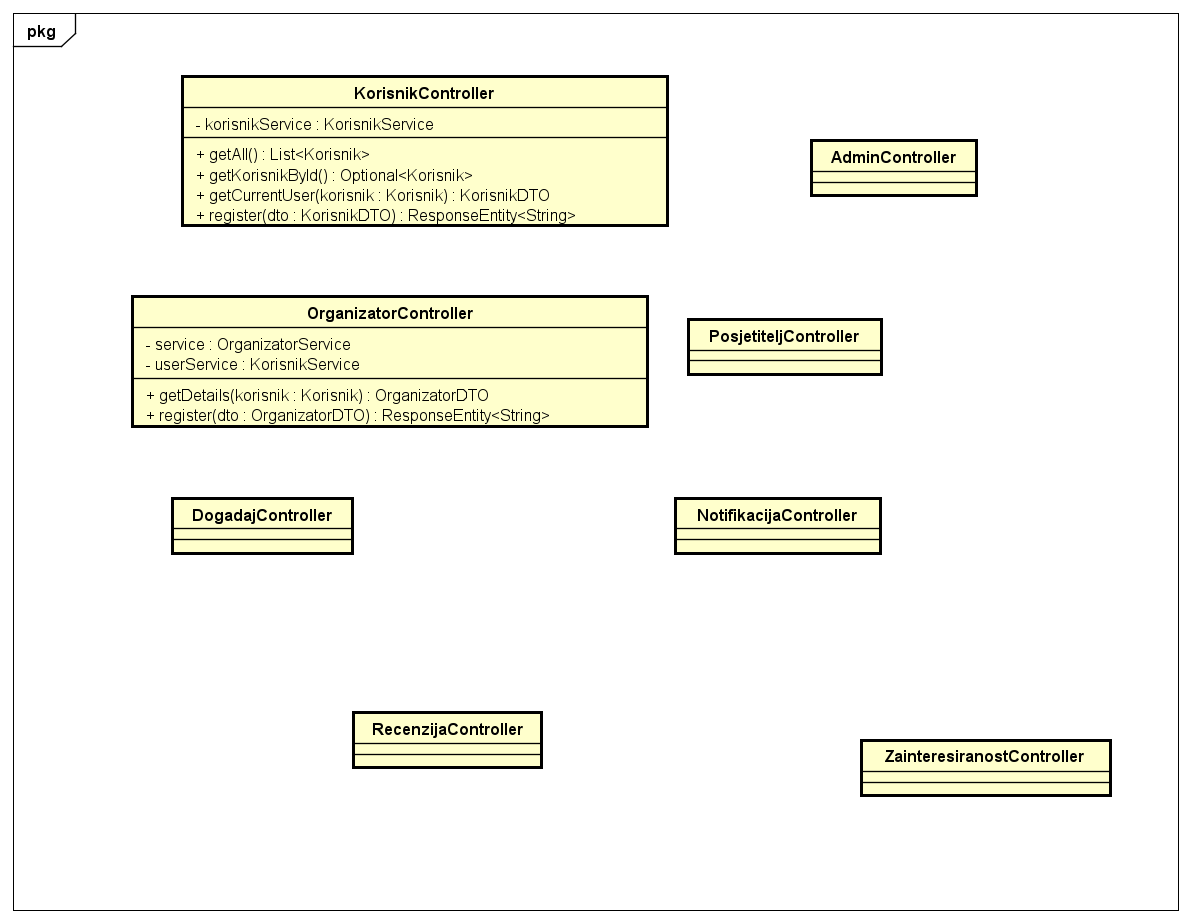 pkg
KorisnikController
- korisnikService : KorisnikService
+ getAll() : List<Korisnik>
+ getKorisnikById() : Optional<Korisnik>
+ getCurrentUser(korisnik : Korisnik) : KorisnikDTO
+ register(dto : KorisnikDTO) : ResponseEntity<String>
AdminController
OrganizatorController
- service : OrganizatorService
- userService : KorisnikService
+ getDetails(korisnik : Korisnik) : OrganizatorDTO
+ register(dto : OrganizatorDTO) : ResponseEntity<String>
PosjetiteljController
DogadajController
NotifikacijaController
RecenzijaController
ZainteresiranostController